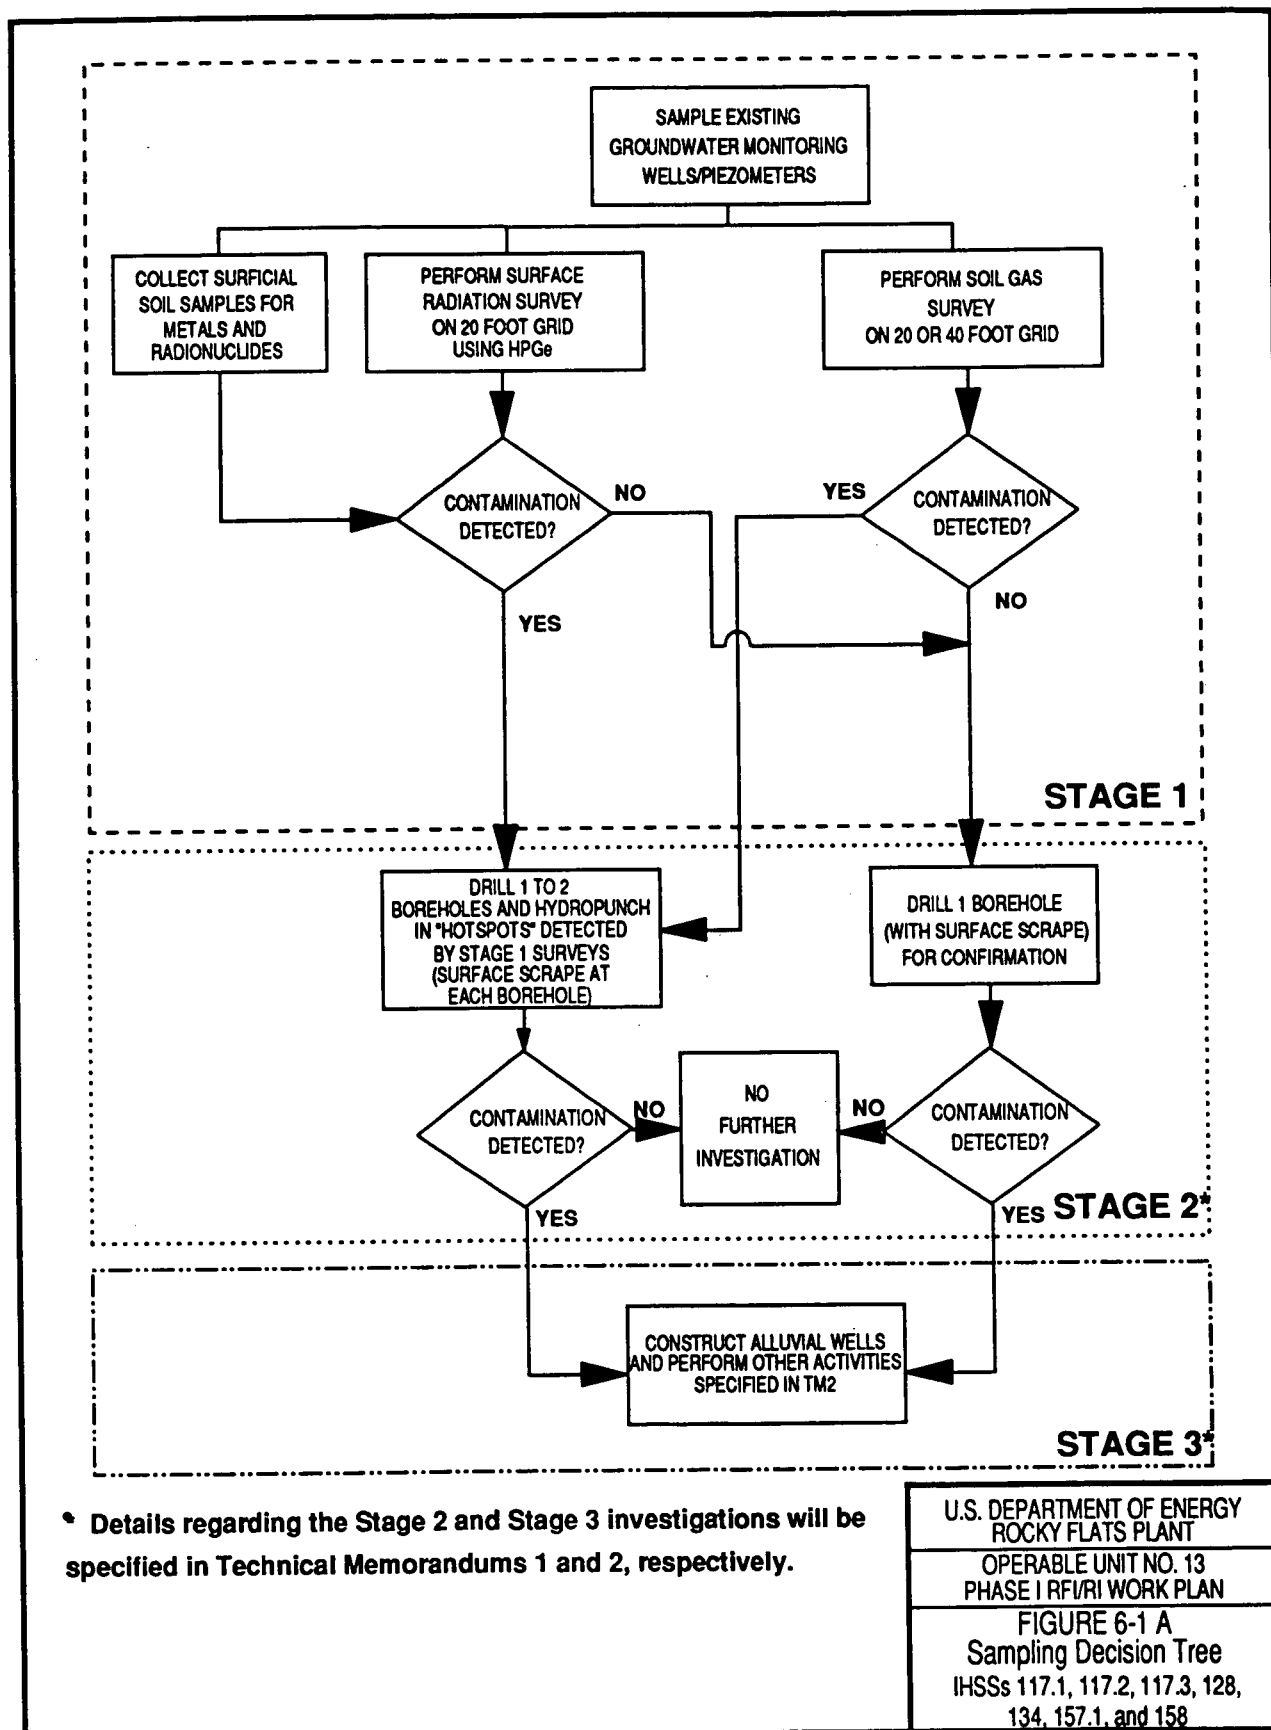 SAMPLE EXISTING
GROUNDWATER MONITORING
WELLS/PIEZOMETERS
COLLECT SURFICIAL
SOIL SAMPLES FOR
METALS AND
RADIONUCLIDES
PERFORM SURFACE
RADIATION SURVEY
ON 20 FOOT GRID
USING HPGe
PERFORM SOIL GAS
SURVEY
ON 20 OR 40 FOOT GRID
CONTAMINATION
DETECTED?
NO
YES
YES
CONTAMINATION
DETECTED?
NO
STAGE 1
DRILL 1 TO 2
BOREHOLES AND HYDROPUNCH
IN "HOTSPOTS" DETECTED
BY STAGE 1 SURVEYS
(SURFACE SCRAPE AT
EACH BOREHOLE)
DRILL 1 BOREHOLE
(WITH SURFACE SCRAPE)
FOR CONFIRMATION
CONTAMINATION
DETECTED?
NO
YES
NO
FURTHER
INVESTIGATION
NO
CONTAMINATION
DETECTED?
YES
STAGE 2*
CONSTRUCT ALLUVIAL WELLS
AND PERFORM OTHER ACTIVITIES
SPECIFIED IN TM2
STAGE 3*
* Details regarding the Stage 2 and Stage 3 investigations will be
specified in Technical Memorandums 1 and 2, respectively.
U.S. DEPARTMENT OF ENERGY
ROCKY FLATS PLANT
OPERABLE UNIT NO. 13
PHASE I RFI/RI WORK PLAN
FIGURE 6-1 A
Sampling Decision Tree
IHSSs 117.1, 117.2, 117.3, 128,
134, 157.1, and 158